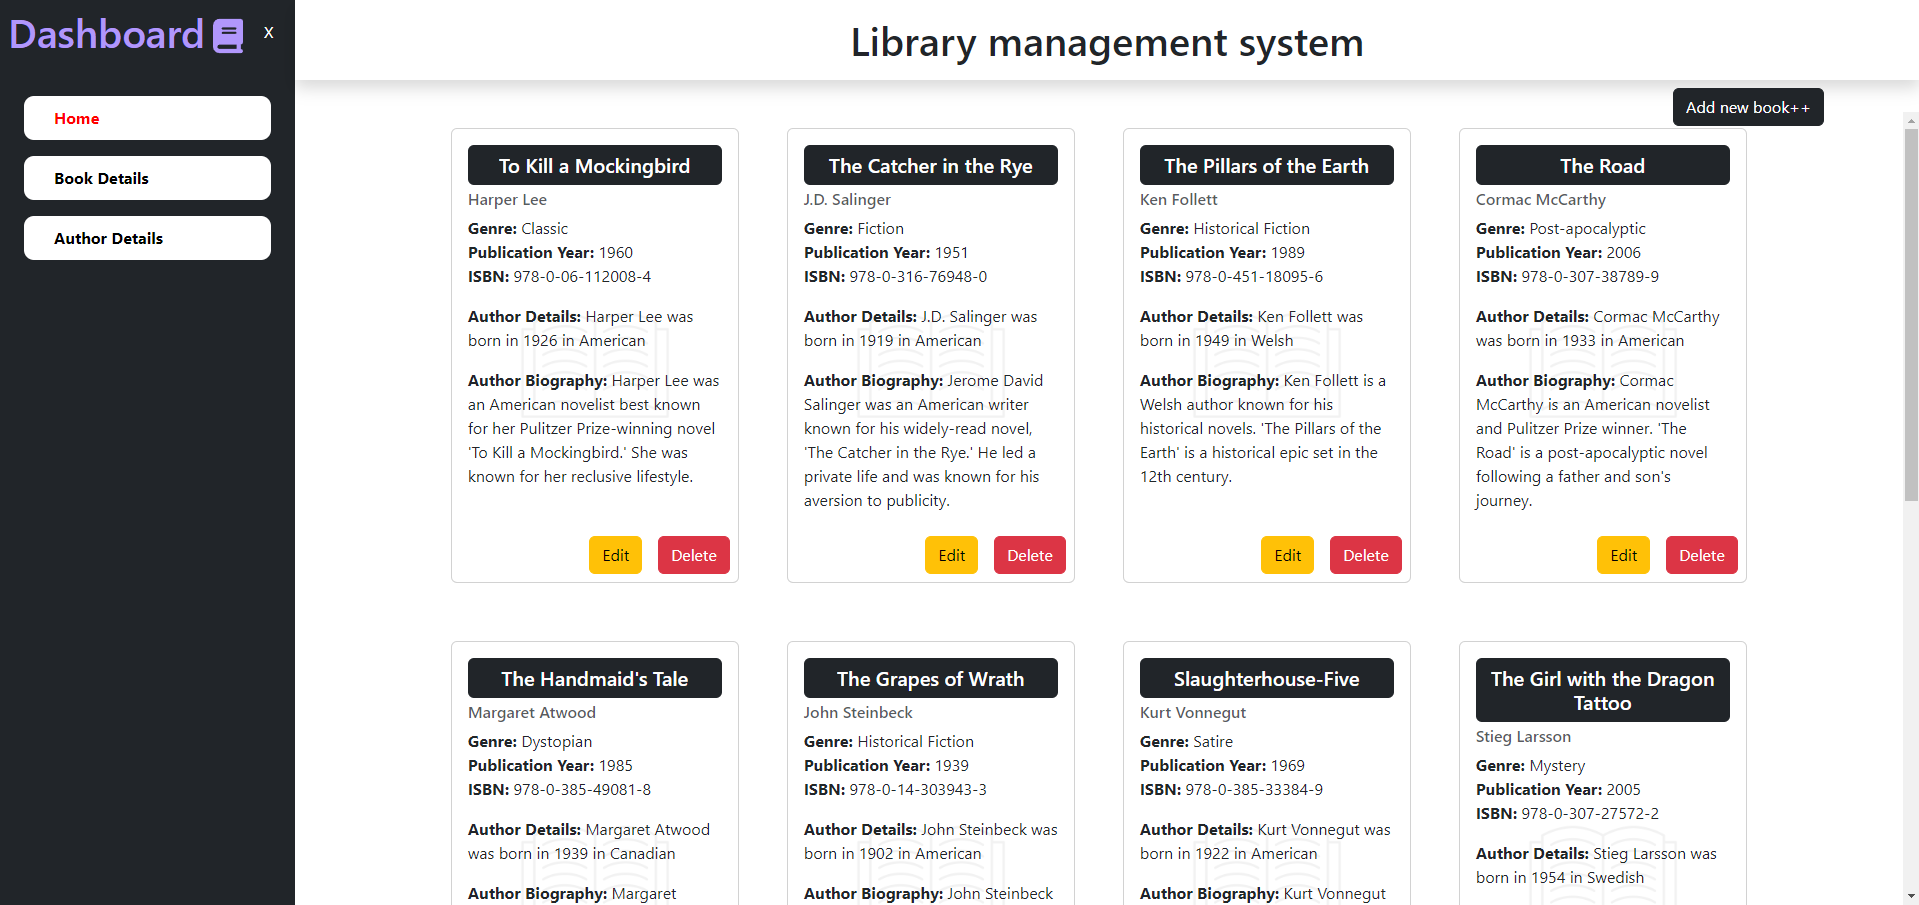 Dashboard
X
Home
Book Details
Author Details
Library management system
Add new book++
To Kill a Mockingbird
Harper Lee
Genre: Classic
Publication Year: 1960
ISBN: 978-0-06-112008-4
Author Details: Harper Lee was
born in 1926 in American
Author Biography: Harper Lee was
an American novelist best known
for her Pulitzer Prize-winning novel
'To Kill a Mockingbird.' She was
known for her reclusive lifestyle.
Edit
Delete
The Catcher in the Rye
J.D. Salinger
Genre: Fiction
Publication Year: 1951
ISBN: 978-0-316-76948-0
Author Details: J.D. Salinger was
born in 1919 in American
Author Biography: Jerome David
Salinger was an American writer
known for his widely-read novel,
'The Catcher in the Rye.' He led a
private life and was known for his
aversion to publicity.
Edit
Delete
The Pillars of the Earth
Ken Follett
Genre: Historical Fiction
Publication Year: 1989
ISBN: 978-0-451-18095-6
Author Details: Ken Follett was
born in 1949 in Welsh
Author Biography: Ken Follett is a
Welsh author known for his
historical novels. 'The Pillars of the
Earth' is a historical epic set in the
12th century.
Edit
Delete
The Road
Cormac McCarthy
Genre: Post-apocalyptic
Publication Year: 2006
ISBN: 978-0-307-38789-9
Author Details: Cormac McCarthy
was born in 1933 in American
Author Biography: Cormac
McCarthy is an American novelist
and Pulitzer Prize winner. 'The
Road' is a post-apocalyptic novel
following a father and son's
journey.
Edit
Delete
The Handmaid's Tale
Margaret Atwood
Genre: Dystopian
Publication Year: 1985
ISBN: 978-0-385-49081-8
Author Details: Margaret Atwood
was born in 1939 in Canadian
Author Biography: Margaret
The Grapes of Wrath
John Steinbeck
Genre: Historical Fiction
Publication Year: 1939
ISBN: 978-0-14-303943-3
Author Details: John Steinbeck was
born in 1902 in American
Author Biography: John Steinbeck
Slaughterhouse-Five
Kurt Vonnegut
Genre: Satire
Publication Year: 1969
ISBN: 978-0-385-33384-9
Author Details: Kurt Vonnegut was
born in 1922 in American
Author Biography: Kurt Vonnegut
The Girl with the Dragon
Tattoo
Stieg Larsson
Genre: Mystery
Publication Year: 2005
ISBN: 978-0-307-27572-2
Author Details: Stieg Larsson was
born in 1954 in Swedish